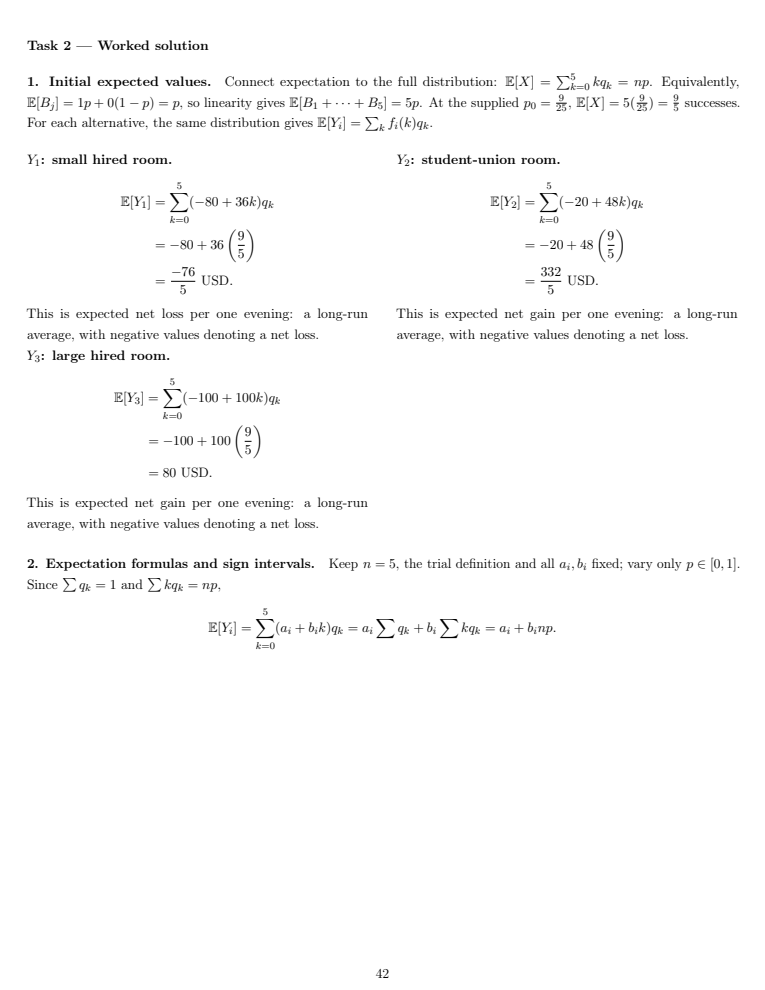 Task 2 — Worked solution
1. Initial expected values. Connect expectation to the full distribution: 𝔼[X] = ∑_{k=0}^{5} kq_k = np. Equivalently,
𝔼[B_j] = 1p + 0(1 − p) = p, so linearity gives 𝔼[B_1 + ··· + B_5] = 5p. At the supplied p_0 = 9/25, 𝔼[X] = 5(9/25) = 9/5 successes.
For each alternative, the same distribution gives 𝔼[Y_i] = ∑_k f_i(k)q_k.
Y_1: small hired room.
𝔼[Y_1] = ∑_{k=0}^{5} (−80 + 36k)q_k
= −80 + 36 (9/5)
= −76/5 USD.
This is expected net loss per one evening: a long-run
average, with negative values denoting a net loss.
Y_2: student-union room.
𝔼[Y_2] = ∑_{k=0}^{5} (−20 + 48k)q_k
= −20 + 48 (9/5)
= 332/5 USD.
This is expected net gain per one evening: a long-run
average, with negative values denoting a net loss.
Y_3: large hired room.
𝔼[Y_3] = ∑_{k=0}^{5} (−100 + 100k)q_k
= −100 + 100 (9/5)
= 80 USD.
This is expected net gain per one evening: a long-run
average, with negative values denoting a net loss.
2. Expectation formulas and sign intervals. Keep n = 5, the trial definition and all a_i, b_i fixed; vary only p ∈ [0, 1].
Since ∑ q_k = 1 and ∑ kq_k = np,
𝔼[Y_i] = ∑_{k=0}^{5} (a_i + b_i k)q_k = a_i ∑ q_k + b_i ∑ kq_k = a_i + b_i np.
42